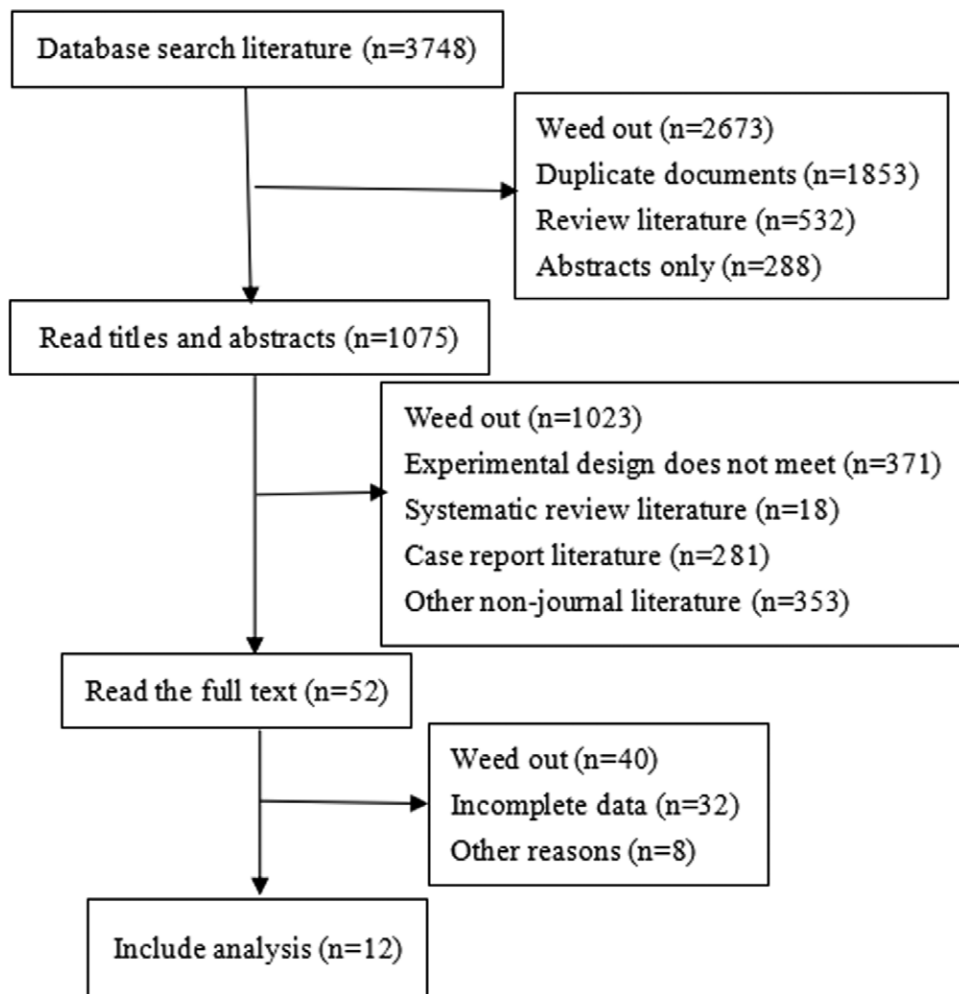 Database search literature (n=3748)
Weed out (n=2673)
Duplicate documents (n=1853)
Review literature (n=532)
Abstracts only (n=288)
Read titles and abstracts (n=1075)
Weed out (n=1023)
Experimental design does not meet (n=371)
Systematic review literature (n=18)
Case report literature (n=281)
Other non-journal literature (n=353)
Read the full text (n=52)
Weed out (n=40)
Incomplete data (n=32)
Other reasons (n=8)
Include analysis (n=12)